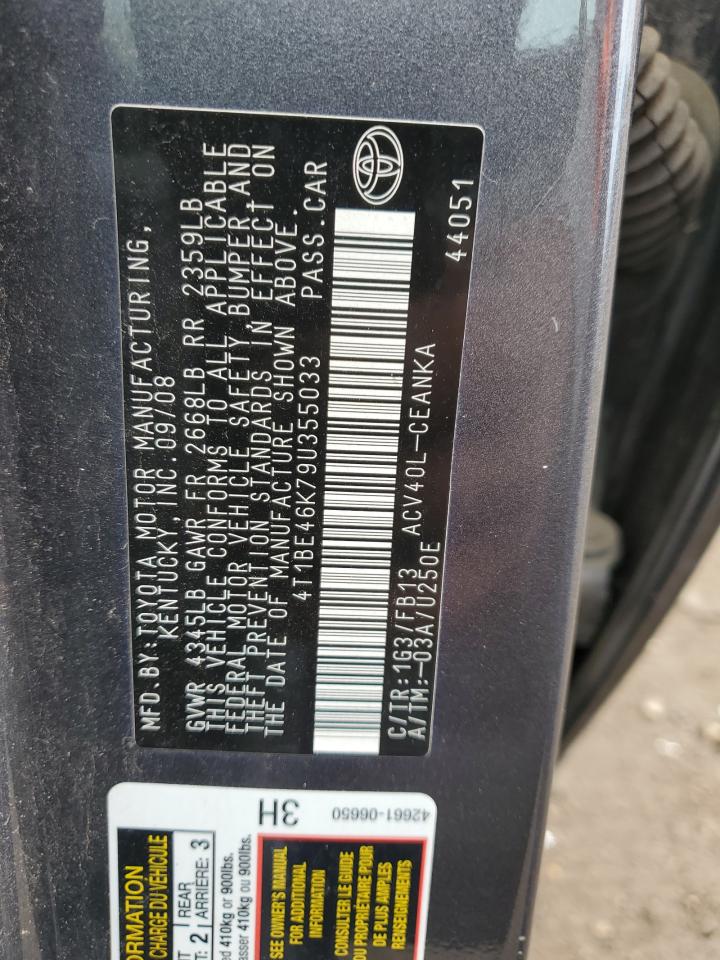 MFD. BY: TOYOTA MOTOR MANUFACTURING,
KENTUCKY, INC. 09/08
GVWR 4345LB GAWR FR 2668LB RR 2359LB
THIS VEHICLE CONFORMS TO ALL APPLICABLE
FEDERAL MOTOR VEHICLE SAFETY, BUMPER, AND
THEFT PREVENTION STANDARDS IN EFFECT ON
THE DATE OF MANUFACTURE SHOWN ABOVE.
4T1BE46K79U355033 PASS. CAR
C/TR: 1G3/FB13 ACV40L-CEANKA
A/TM: -03A/U250E 44051
3H
42661-06650
CHARGE DU VÉHICULE
2 REAR
ARRIÈRE: 3
410kg or 900lbs.
410kg ou 900lbs.
SEE OWNER'S MANUAL
FOR ADDITIONAL
INFORMATION
CONSULTER LE GUIDE
DU PROPRIÉTAIRE POUR
DE PLUS AMPLES
RENSEIGNEMENTS